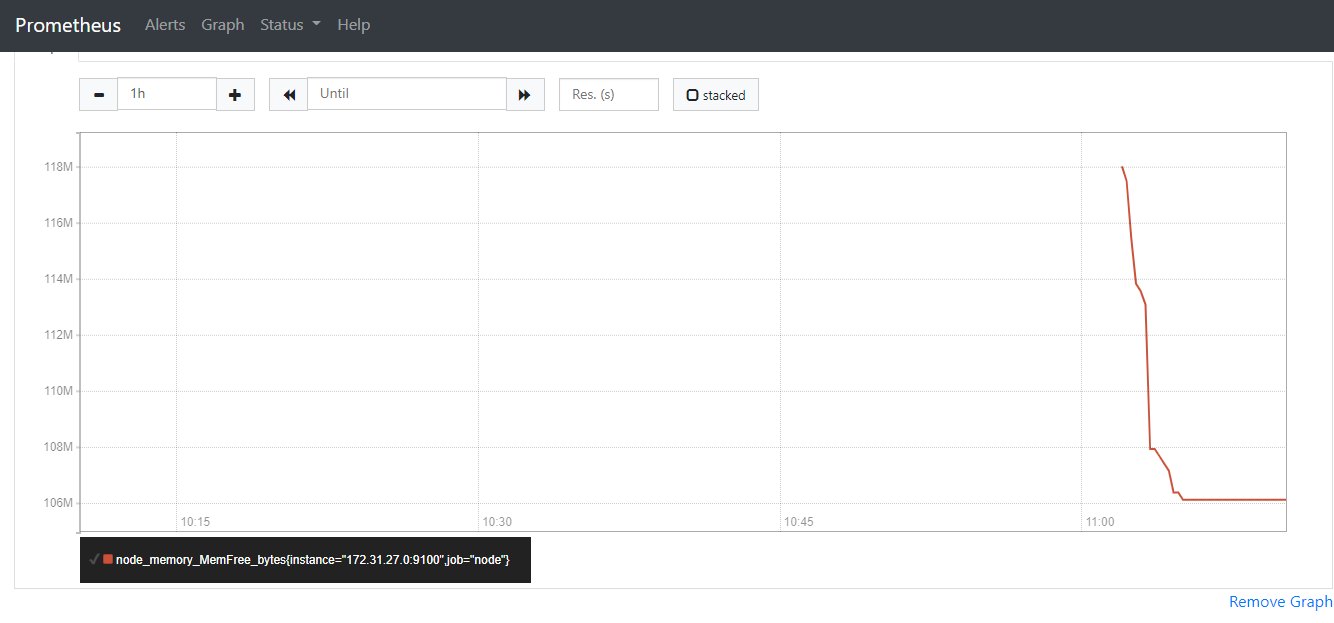 Prometheus Alerts Graph Status Help
1h Until Res. (s) stacked
118M
116M
114M
112M
110M
108M
106M
10:15 10:30 10:45 11:00
node_memory_MemFree_bytes{instance="172.31.27.0:9100",job="node"}
Remove Graph